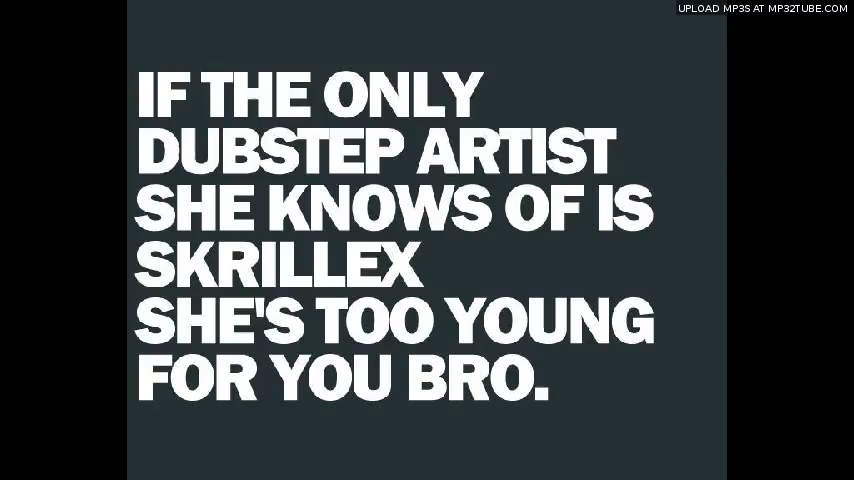 UPLOAD MP3S AT MP32TUBE.COM
IF THE ONLY
DUBSTEP ARTIST
SHE KNOWS OF IS
SKRILLEX
SHE'S TOO YOUNG
FOR YOU BRO.